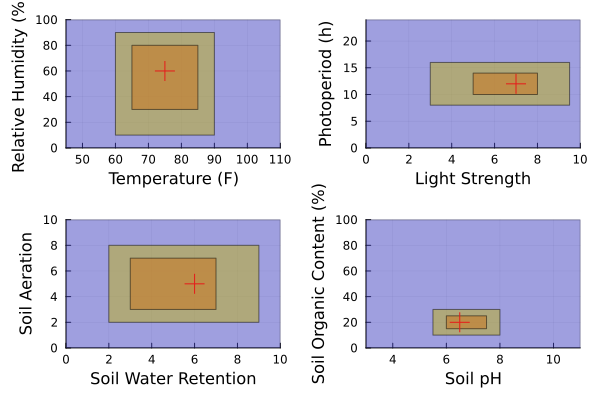 Relative Humidity (%
100
80
60
40
20
0
50 60 70 80 90 100 110
Temperature (F)
Photoperiod (h)
20
15
10
5
0
0 2 4 6 8 10
Light Strength
Soil Aeration
10
8
6
4
2
0
0 2 4 6 8 10
Soil Water Retention
Soil Organic Content (%)
100
80
60
40
20
0
4 6 8 10
Soil pH